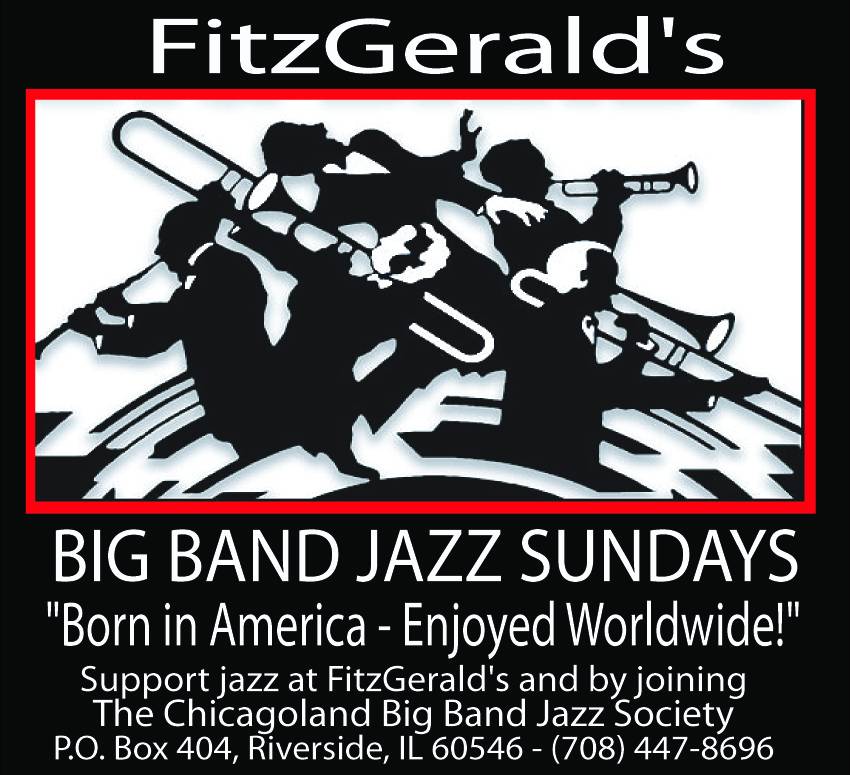 FitzGerald's
BIG BAND JAZZ SUNDAYS
"Born in America - Enjoyed Worldwide!"
Support jazz at FitzGerald's and by joining
The Chicagoland Big Band Jazz Society
P.O. Box 404, Riverside, IL 60546 - (708) 447-8696